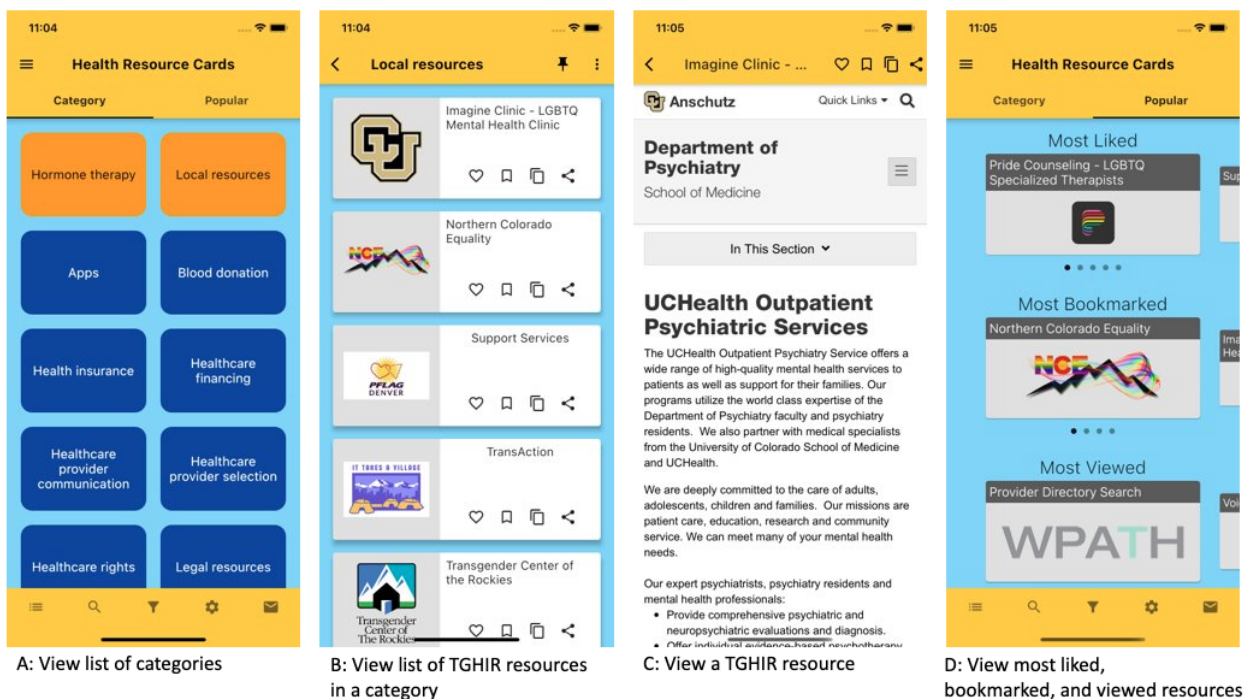 11:04
Health Resource Cards
Category
Popular
Hormone therapy
Local resources
Apps
Blood donation
Health insurance
Healthcare
financing
Healthcare
provider
communication
Healthcare
provider selection
Healthcare rights
Legal resources
A: View list of categories
11:04
Local resources
CU
Imagine Clinic - LGBTQ
Mental Health Clinic
NCE
Northern Colorado
Equality
PFLAG
DENVER
Support Services
IT TAKES A VILLAGE
TransAction
Transgender
Center of
The Rockies
Transgender Center of
the Rockies
B: View list of TGHIR resources
in a category
11:05
Imagine Clinic - ...
CU Anschutz
Quick Links
Department of
Psychiatry
School of Medicine
In This Section
UCHealth Outpatient
Psychiatric Services
The UCHealth Outpatient Psychiatry Service offers a
wide range of high-quality mental health services to
patients as well as support for their families. Our
programs utilize the world class expertise of the
Department of Psychiatry faculty and psychiatry
residents. We also partner with medical specialists
from the University of Colorado School of Medicine
and UCHealth.
We are deeply committed to the care of adults,
adolescents, children and families. Our missions are
patient care, education, research and community
service. We can meet many of your mental health
needs.
Our expert psychiatrists, psychiatry residents and
mental health professionals:
• Provide comprehensive psychiatric and
neuropsychiatric evaluations and diagnosis.
• Offer individual evidence-based psychotherapy
C: View a TGHIR resource
11:05
Health Resource Cards
Category
Popular
Most Liked
Pride Counseling - LGBTQ
Specialized Therapists
Sup
Most Bookmarked
Northern Colorado Equality
NCE
Ima
Hea
Most Viewed
Provider Directory Search
WPATH
Voi
D: View most liked,
bookmarked, and viewed resources